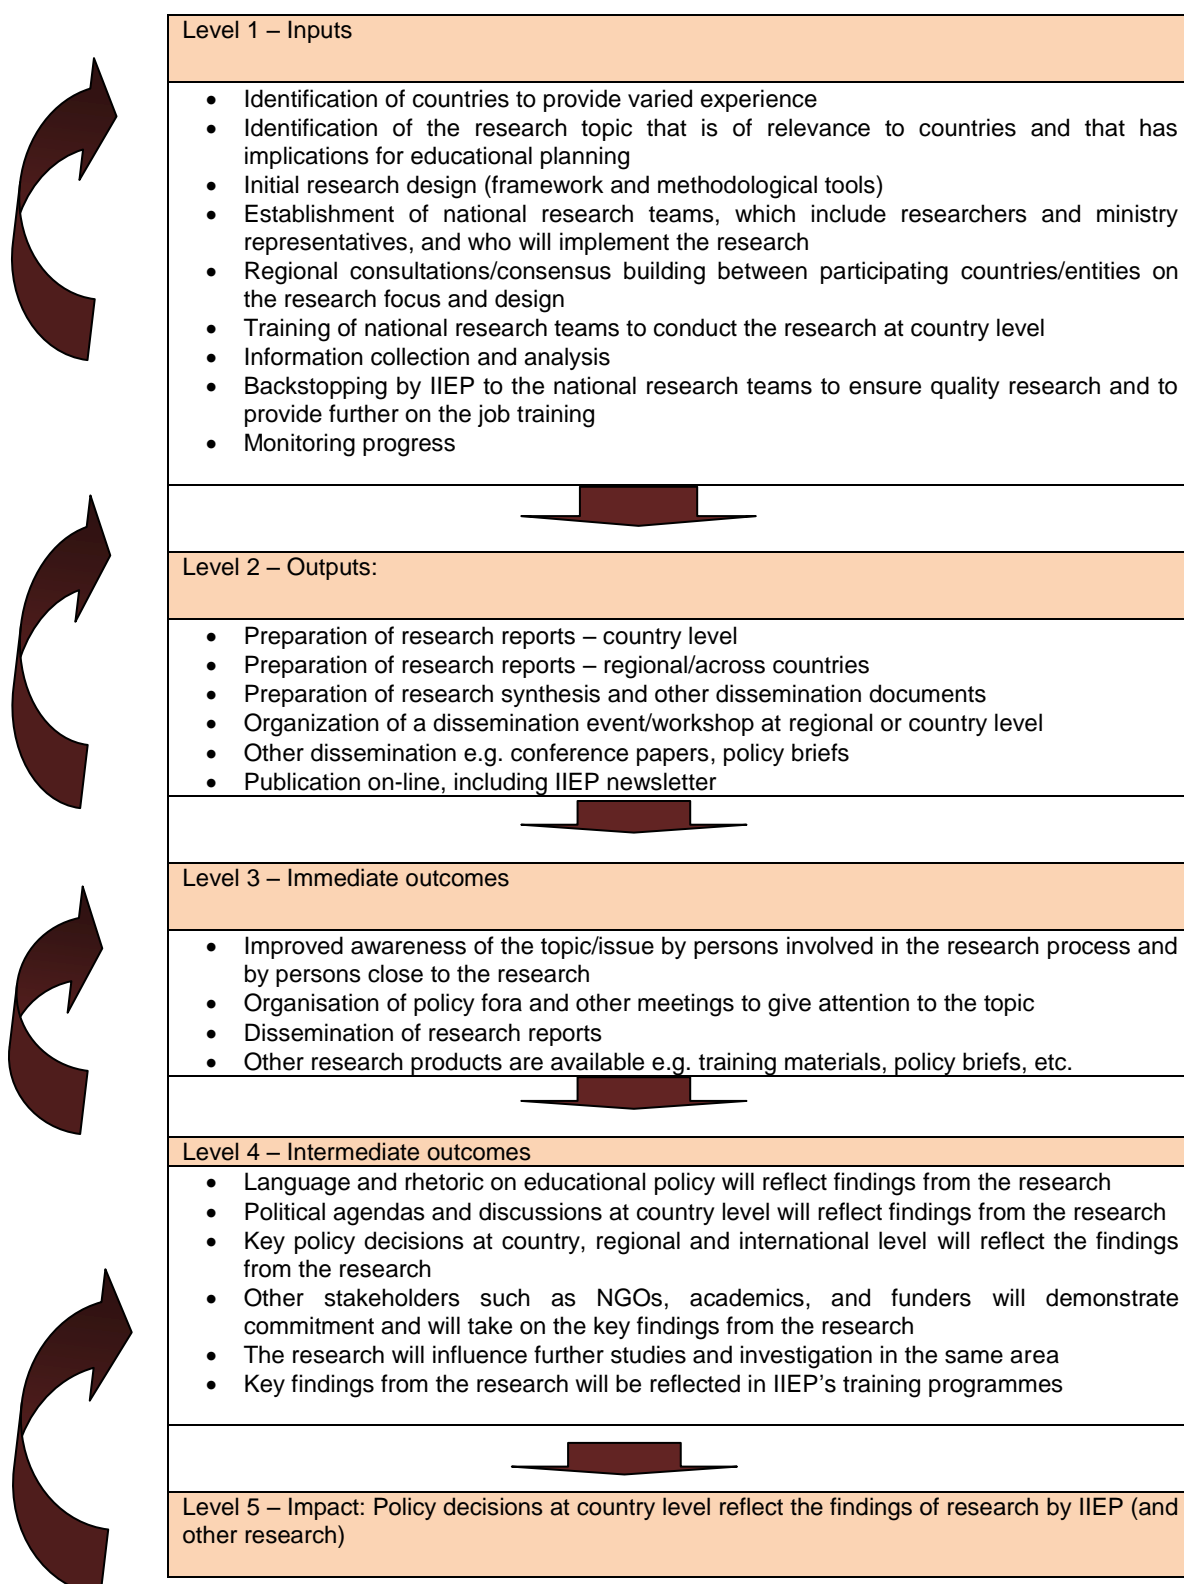 Level 1 – Inputs
• Identification of countries to provide varied experience
• Identification of the research topic that is of relevance to countries and that has
implications for educational planning
• Initial research design (framework and methodological tools)
• Establishment of national research teams, which include researchers and ministry
representatives, and who will implement the research
• Regional consultations/consensus building between participating countries/entities on
the research focus and design
• Training of national research teams to conduct the research at country level
• Information collection and analysis
• Backstopping by IIEP to the national research teams to ensure quality research and to
provide further on the job training
• Monitoring progress
Level 2 – Outputs:
• Preparation of research reports – country level
• Preparation of research reports – regional/across countries
• Preparation of research synthesis and other dissemination documents
• Organization of a dissemination event/workshop at regional or country level
• Other dissemination e.g. conference papers, policy briefs
• Publication on-line, including IIEP newsletter
Level 3 – Immediate outcomes
• Improved awareness of the topic/issue by persons involved in the research process and
by persons close to the research
• Organisation of policy fora and other meetings to give attention to the topic
• Dissemination of research reports
• Other research products are available e.g. training materials, policy briefs, etc.
Level 4 – Intermediate outcomes
• Language and rhetoric on educational policy will reflect findings from the research
• Political agendas and discussions at country level will reflect findings from the research
• Key policy decisions at country, regional and international level will reflect the findings
from the research
• Other stakeholders such as NGOs, academics, and funders will demonstrate
commitment and will take on the key findings from the research
• The research will influence further studies and investigation in the same area
• Key findings from the research will be reflected in IIEP's training programmes
Level 5 – Impact: Policy decisions at country level reflect the findings of research by IIEP (and
other research)